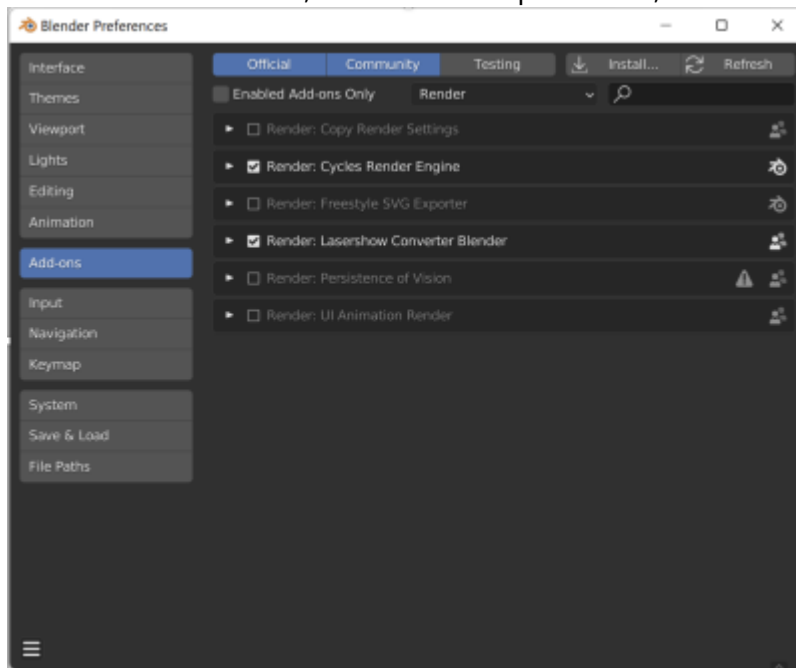 Blender Preferences
Interface
Themes
Viewport
Lights
Editing
Animation
Add-ons
Input
Navigation
Keymap
System
Save & Load
File Paths
Official Community Testing Install... Refresh
Enabled Add-ons Only Render
Render: Copy Render Settings
Render: Cycles Render Engine
Render: Freestyle SVG Exporter
Render: Lasershow Converter Blender
Render: Persistence of Vision
Render: UI Animation Render